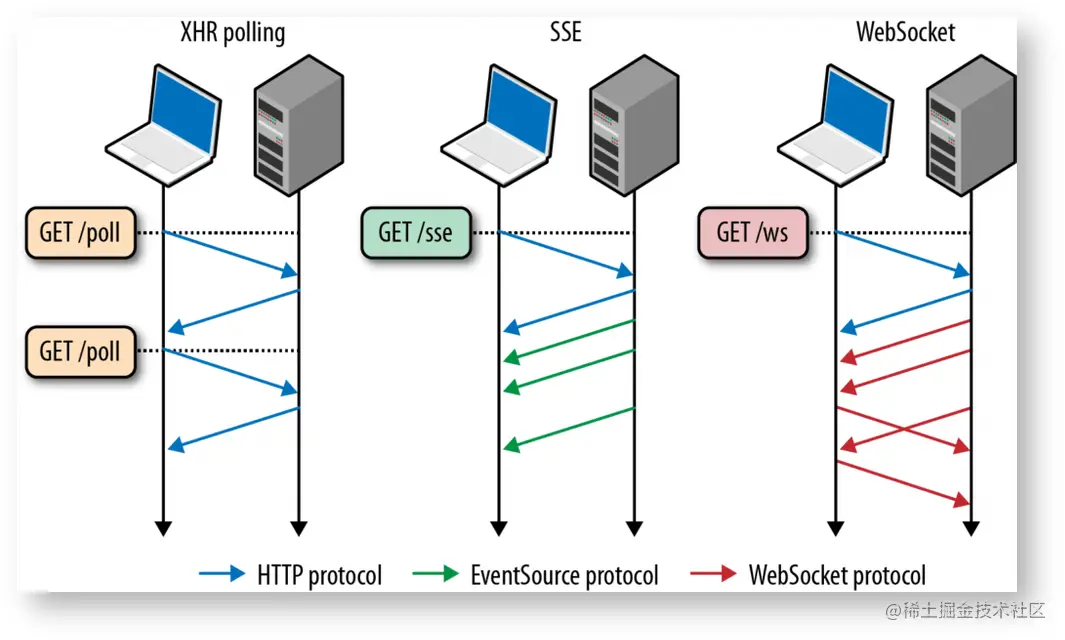 XHR polling
SSE
WebSocket
GET /poll
GET /sse
GET /ws
GET /poll
HTTP protocol
EventSource protocol
WebSocket protocol
@稀土掘金技术社区